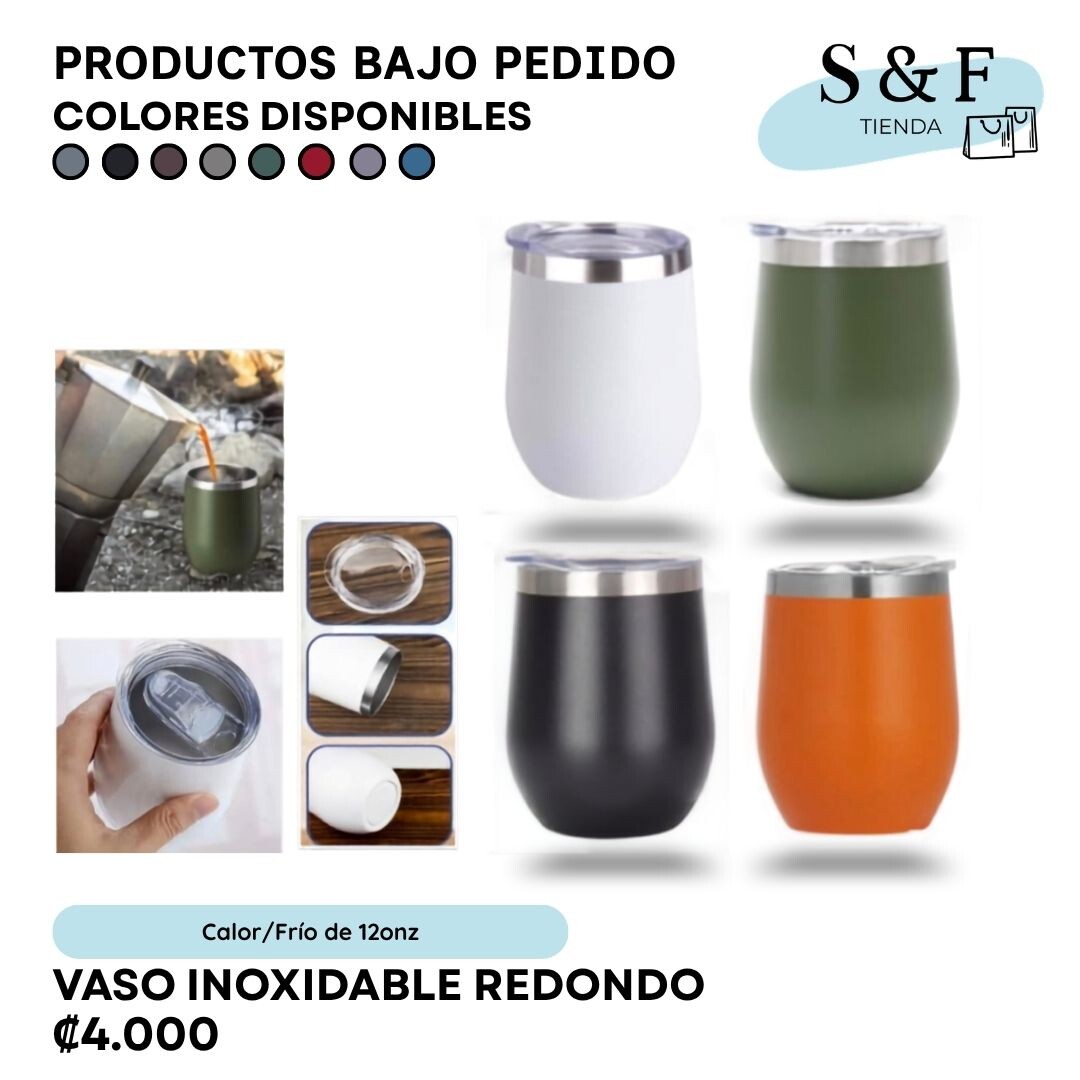 PRODUCTOS BAJO PEDIDO
COLORES DISPONIBLES
S & F
TIENDA
Calor/Frío de 12onz
VASO INOXIDABLE REDONDO
₡4.000